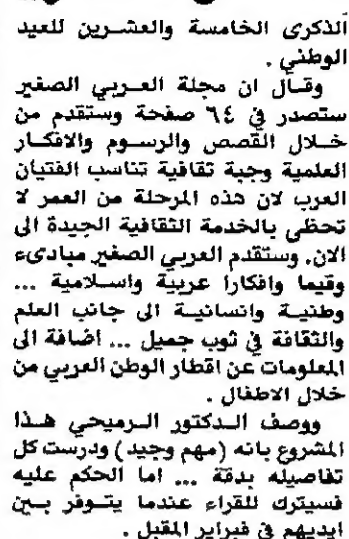 الذكرى الخامسة والعشرين للعيد
الوطني .
وقال ان مجلة العربي الصغير
ستصدر في ٦٤ صفحة وستقدم من
خلال القصص والرسوم والافكار
العلمية وجبة ثقافية تناسب الفتيان
العرب لان هذه المرحلة من العمر لا
تحظى بالخدمة الثقافية الجيدة الى
الان. وستقدم العربي الصغير مبادىء
وقيما وافكارا عربية واسلامية ...
وطنية وانسانية الى جانب العلم
والثقافة في ثوب جميل ... اضافة الى
المعلومات عن اقطار الوطن العربي من
خلال الاطفال .
ووصف الدكتور الرميحي هذا
المشروع بانه (مهم وجيد) ودرست كل
تفاصيله بدقة ... اما الحكم عليه
فسيترك للقراء عندما يتوفر بين
ايديهم في فبراير المقبل .